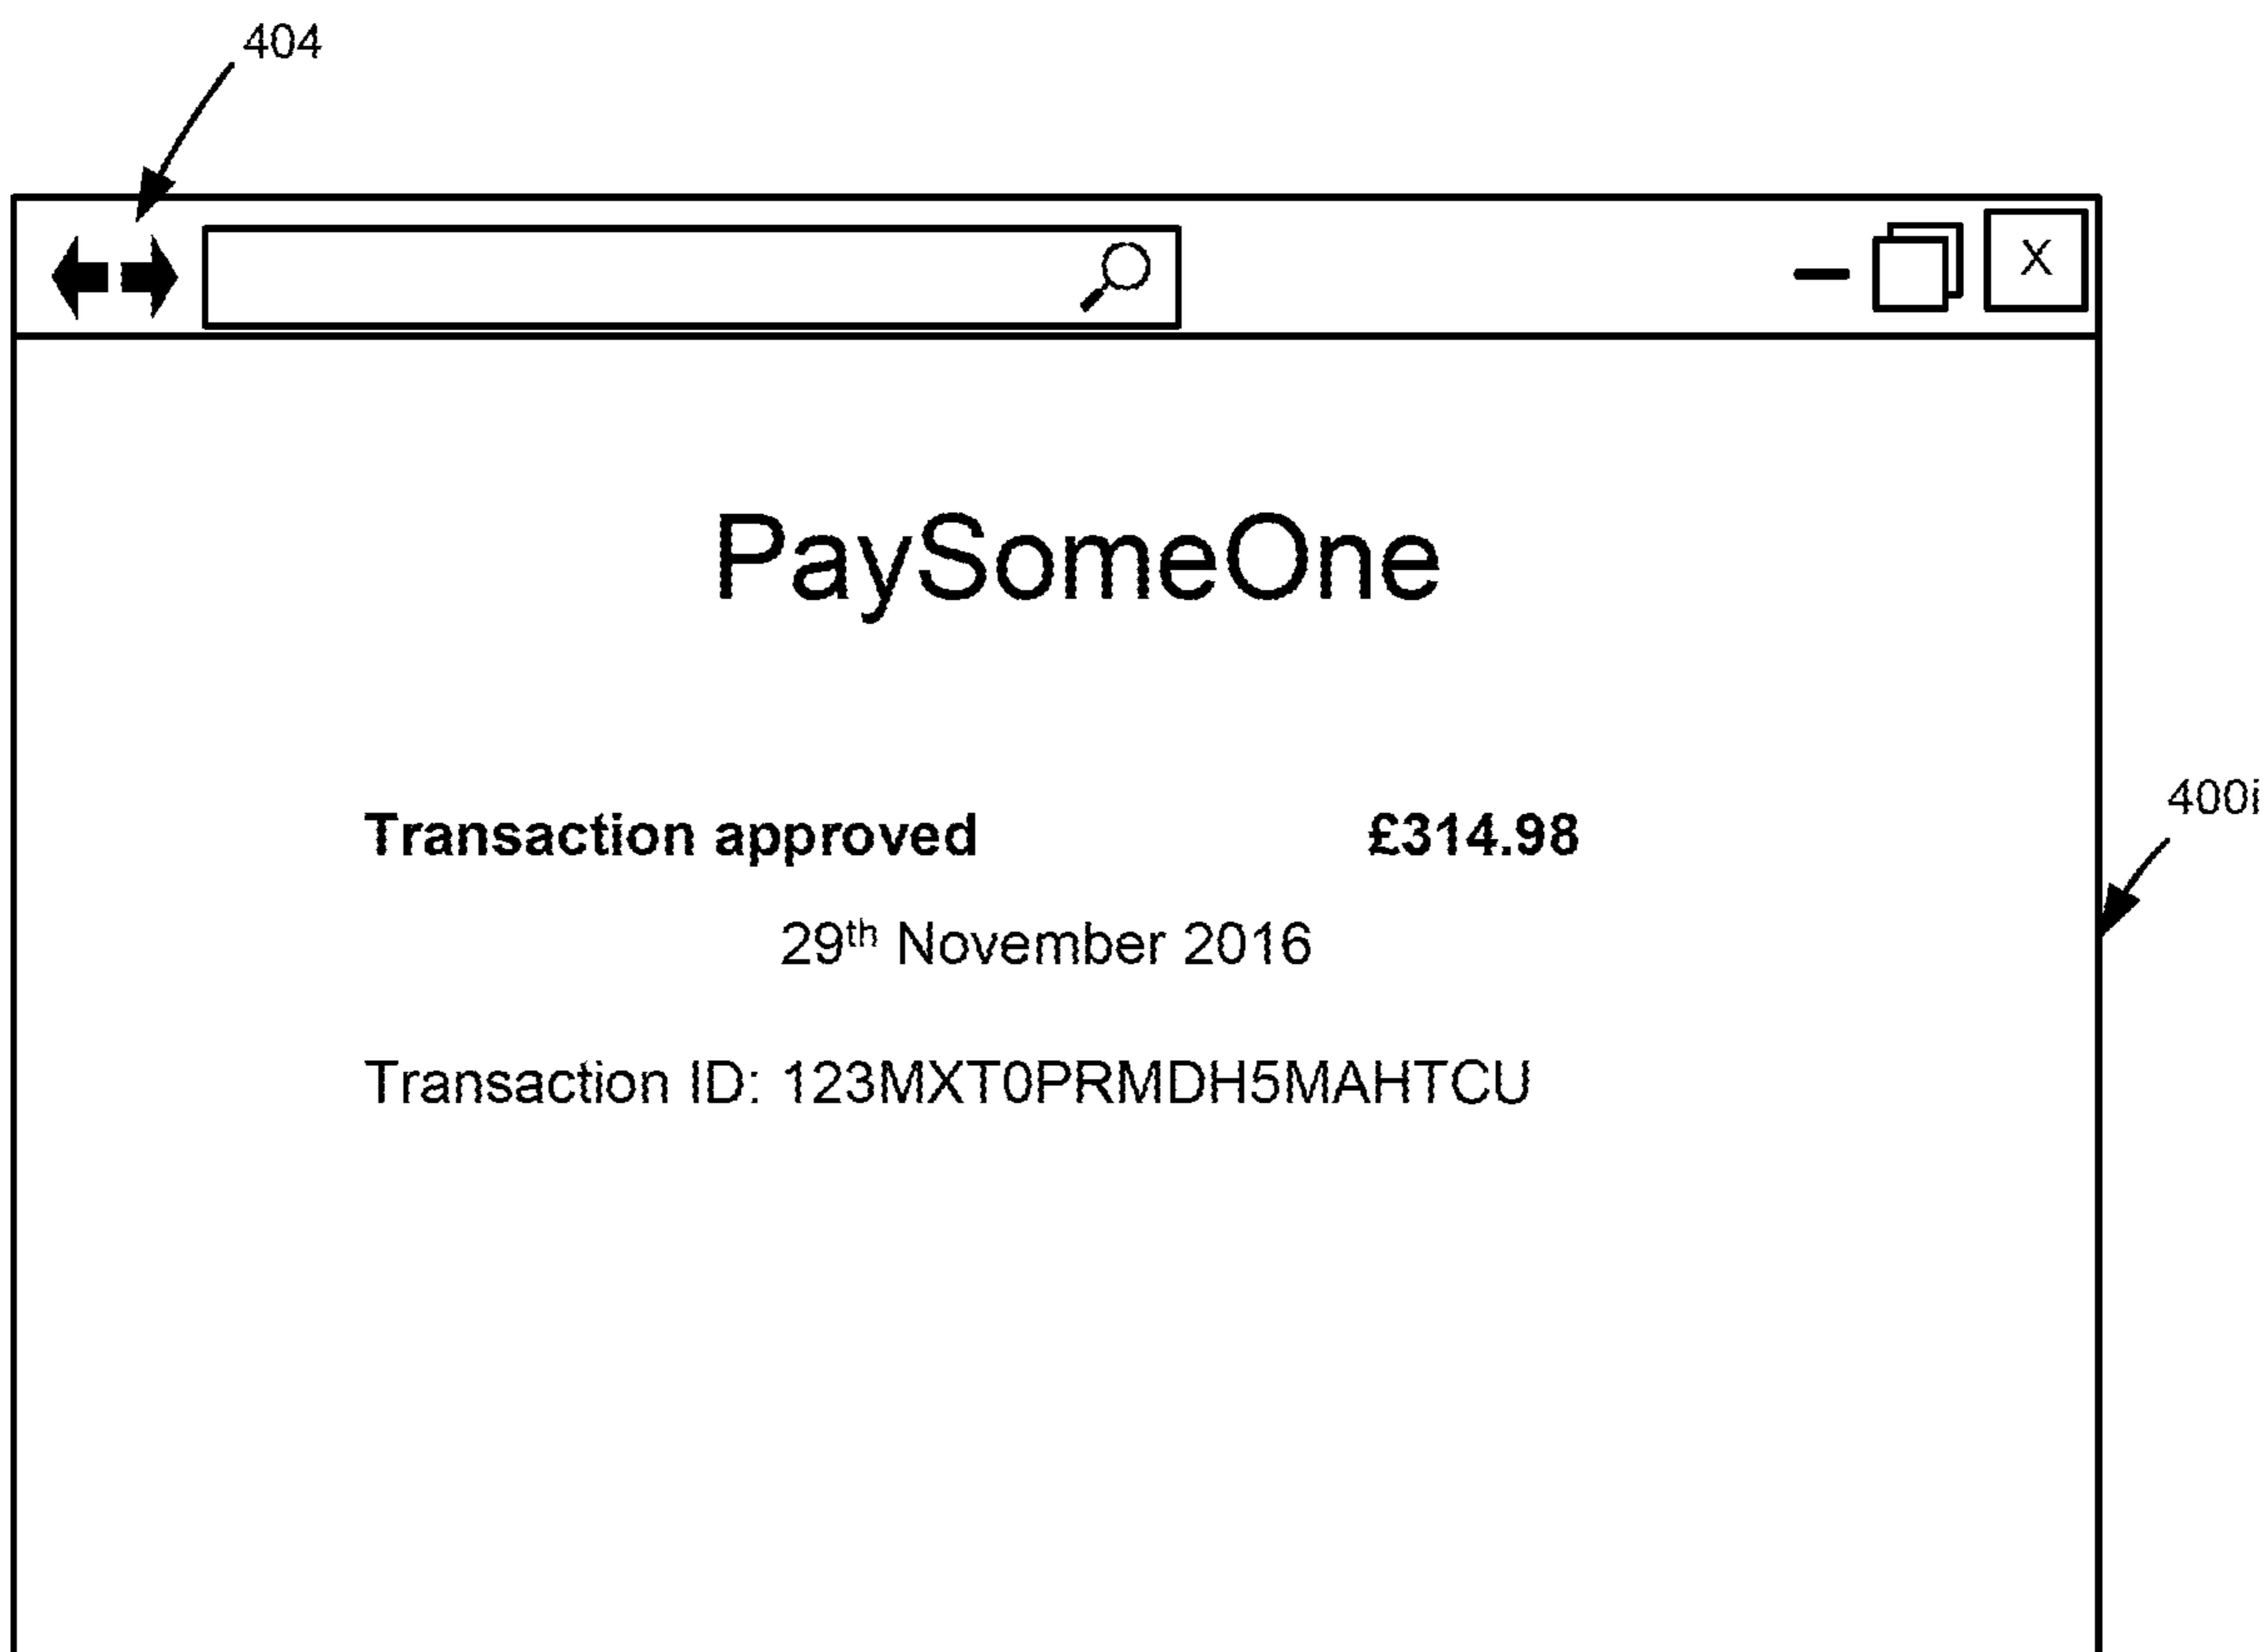 404
X
PaySomeOne
Transaction approved £314.98
400i
29th November 2016
Transaction ID: 123MXT0PRMDH5MAHTCU